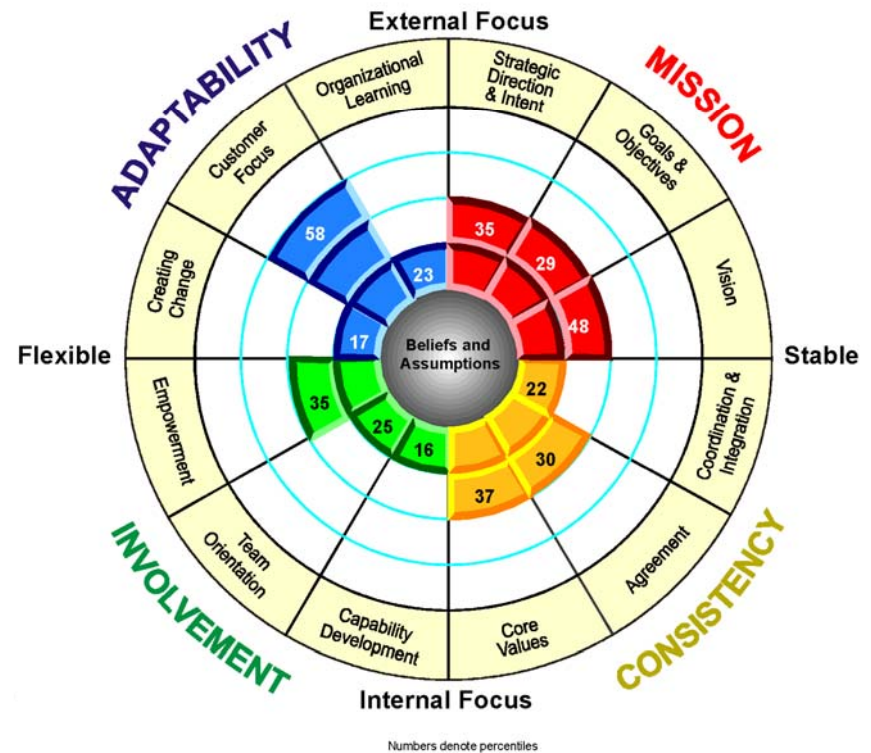 External Focus
ADAPTABILITY
MISSION
Organizational
Learning
Strategic
Direction
& Intent
Customer
Focus
Goals &
Objectives
Creating
Change
Vision
58
35
29
23
48
17
Flexible
Beliefs and
Assumptions
Stable
22
35
25
16
30
37
Empowerment
Coordination &
Integration
Team
Orientation
Agreement
Capability
Development
Core
Values
INVOLVEMENT
CONSISTENCY
Internal Focus
Numbers denote percentiles